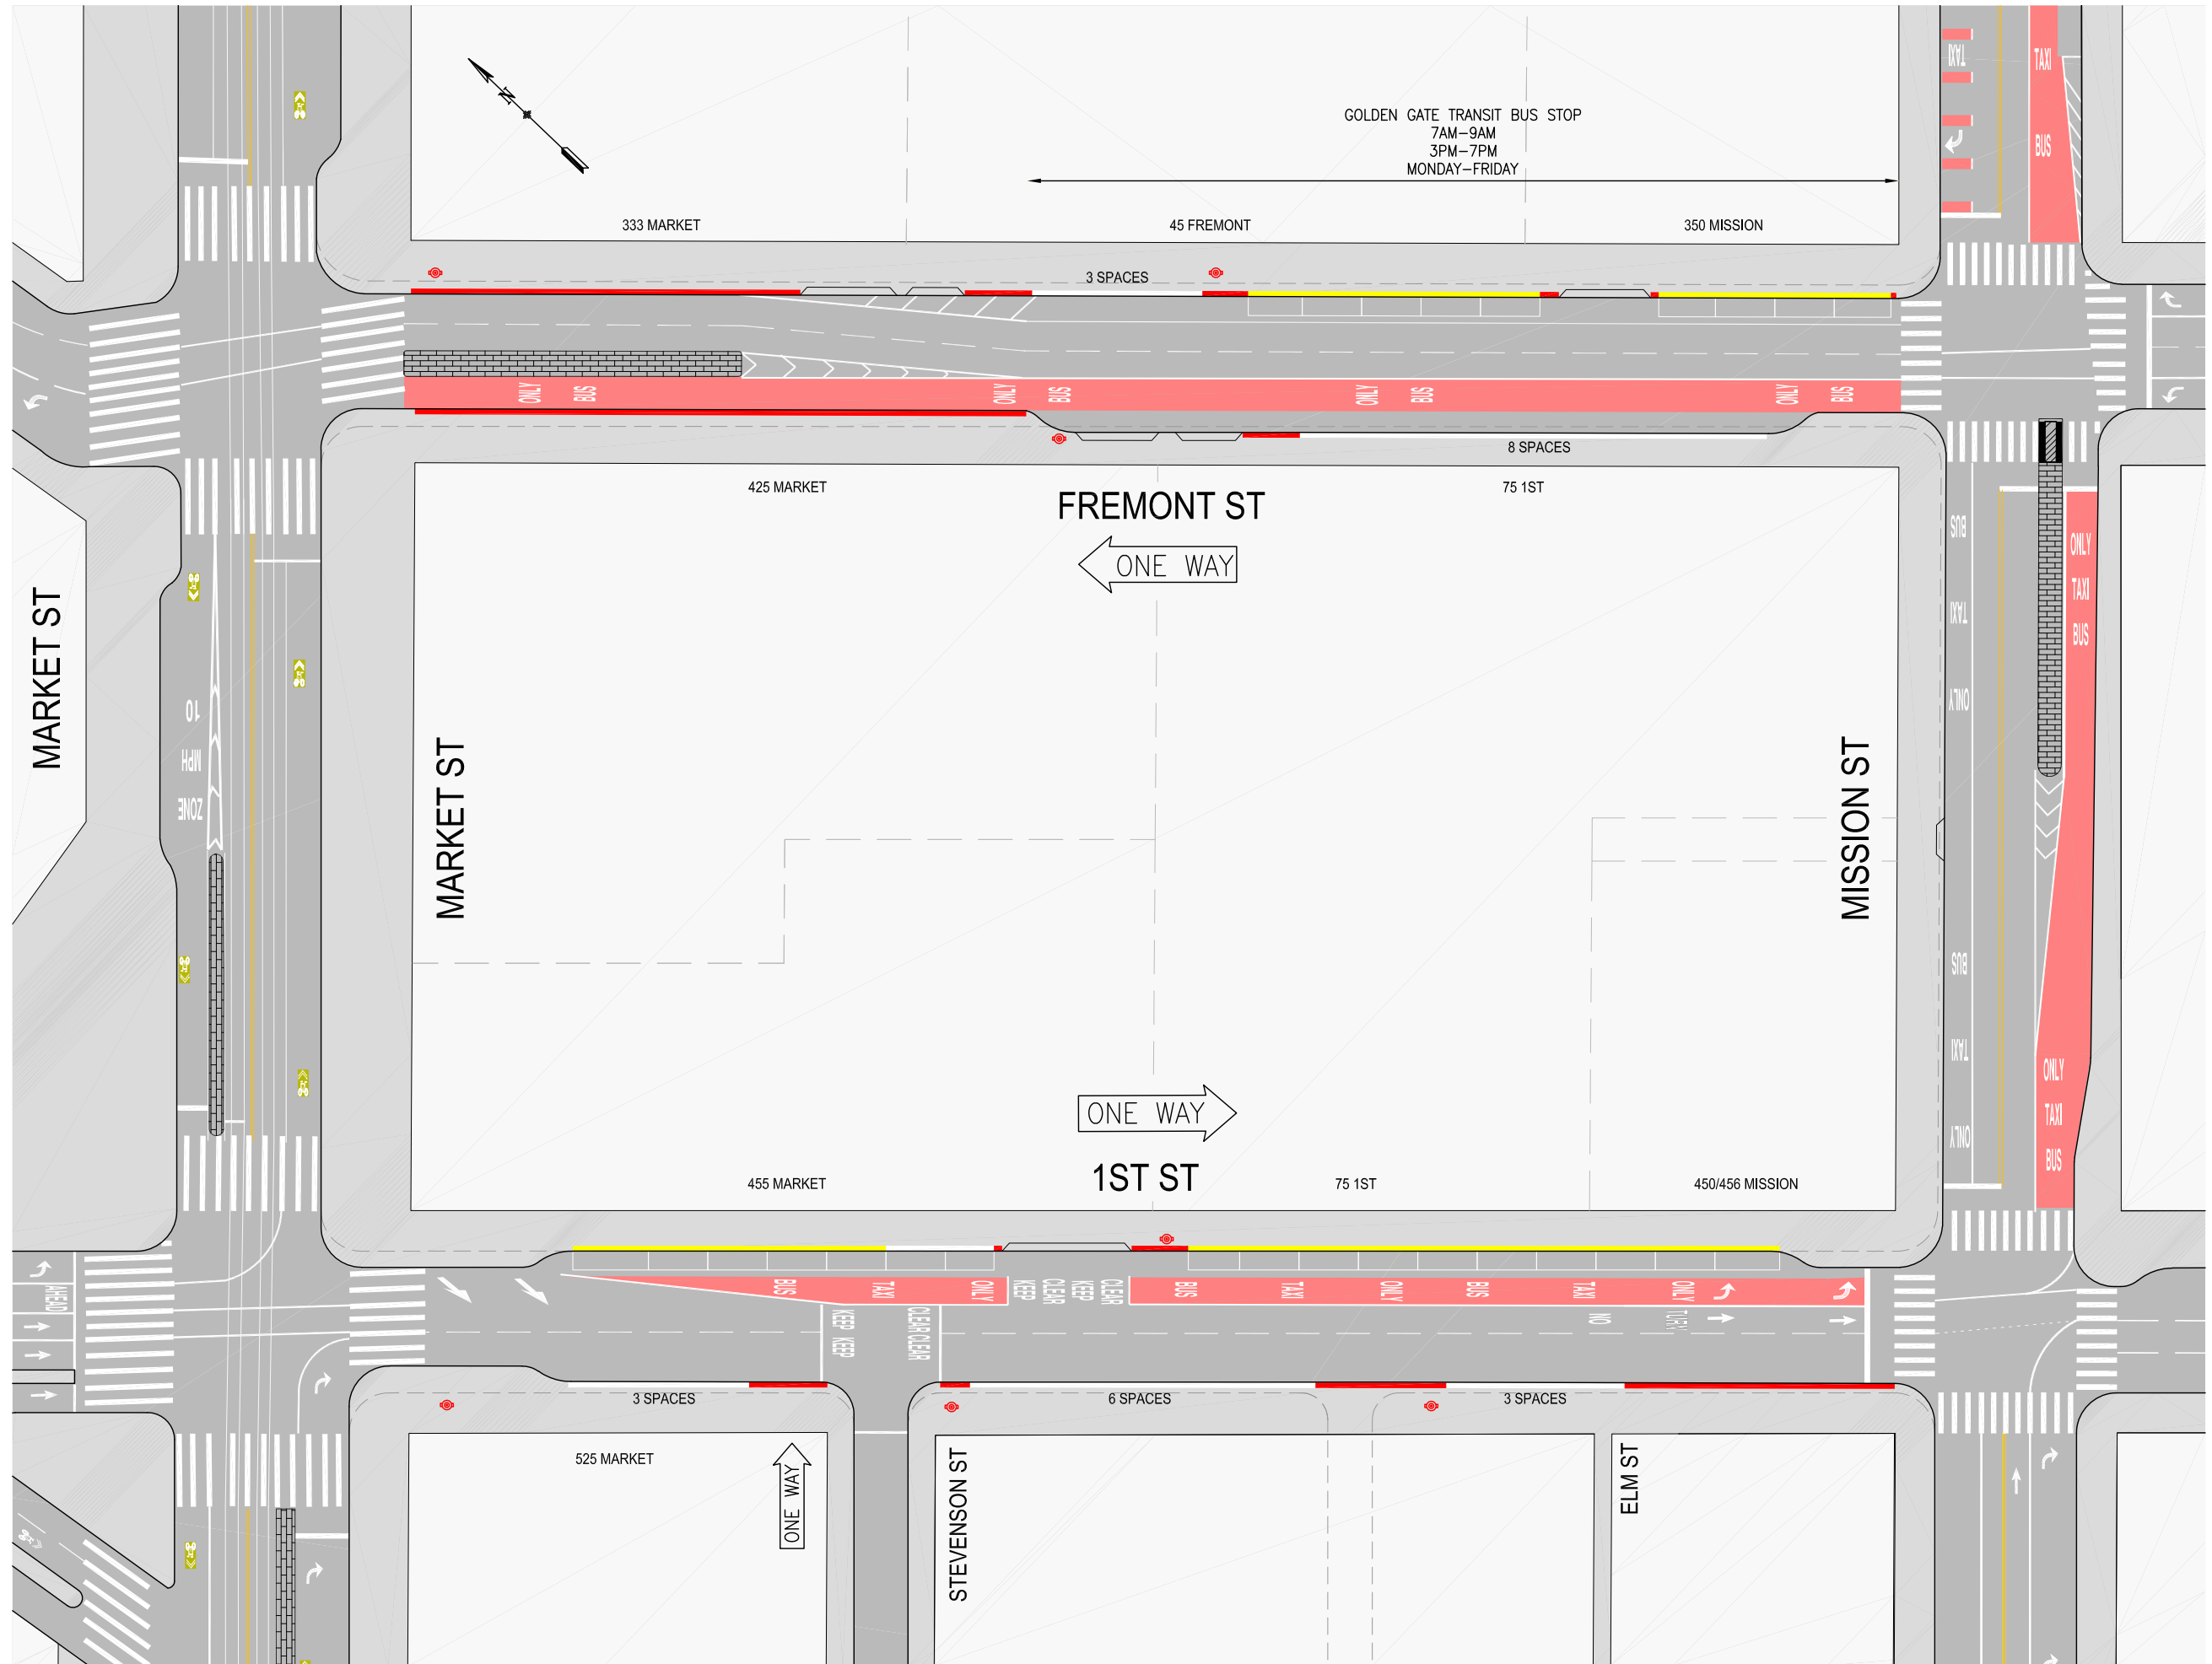 TAXI
TAXI
BUS
N
GOLDEN GATE TRANSIT BUS STOP
7AM-9AM
3PM-7PM
MONDAY-FRIDAY
333 MARKET
45 FREMONT
350 MISSION
3 SPACES
ONLY
BUS
ONLY
BUS
ONLY
BUS
ONLY
BUS
8 SPACES
425 MARKET
FREMONT ST
75 1ST
ONE WAY
MARKET ST
10
MPH
ZONE
MARKET ST
MISSION ST
BUS
TAXI
ONLY
BUS
TAXI
ONLY
ONLY
TAXI
BUS
ONLY
TAXI
BUS
ONE WAY
1ST ST
455 MARKET
75 1ST
450/456 MISSION
AHEAD
BUS
TAXI
ONLY
KEEP
CLEAR
KEEP
CLEAR
BUS
TAXI
ONLY
BUS
TAXI
ONLY
KEEP KEEP
CLEAR CLEAR
NO
TURN
3 SPACES
6 SPACES
3 SPACES
525 MARKET
ONE WAY
STEVENSON ST
ELM ST